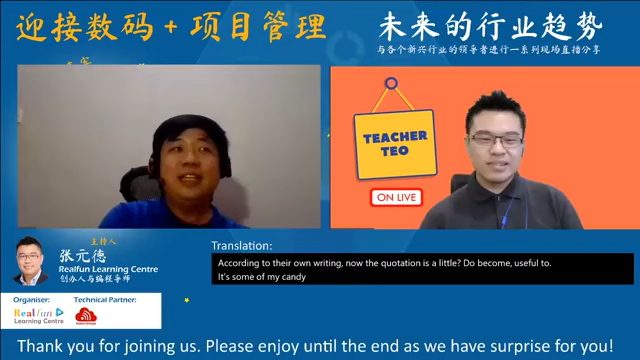 迎接数码 + 项目管理
未来的行业趋势
与各个新兴行业的领导者进行一系列现场直播分享
TEACHER
TEO
ON LIVE
主持人
张元德
Realfun Learning Centre
创办人与编程导师
Translation:
According to their own writing, now the quotation is a little? Do become, useful to.
It's some of my candy
Organiser:
Technical Partner:
Realfun
Learning Centre
Thank you for joining us. Please enjoy until the end as we have surprise for you!